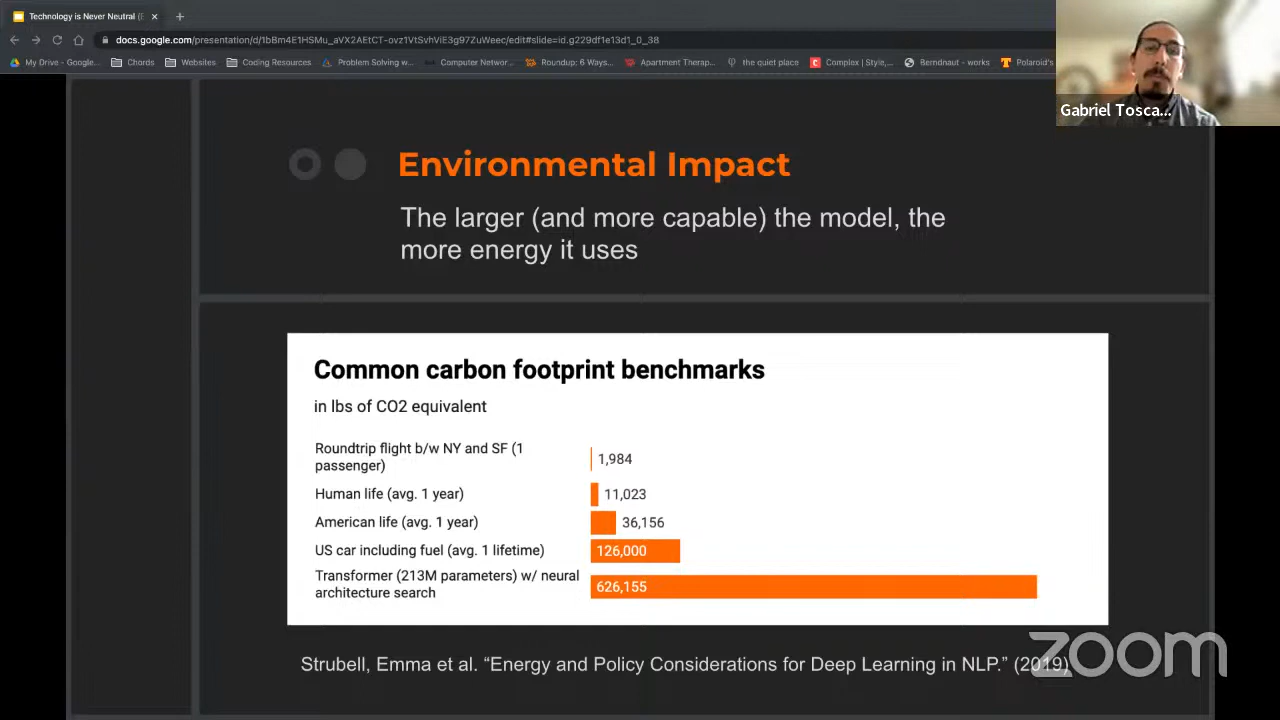 Technology is Never Neutral (E
docs.google.com/presentation/d/1bBm4E1HSMu_aVX2AEtCT-ovz1VtSvhViE3g97ZuWeec/edit#slide=id.g229df1e13d1_0_38
My Drive - Google... Chords Websites Coding Resources Problem Solving w... Computer Networ... Roundup: 6 Ways... Apartment Therap... the quiet place Complex | Style,... Berndnaut - works Polaroid's
Gabriel Tosca...
Environmental Impact
The larger (and more capable) the model, the
more energy it uses
Common carbon footprint benchmarks
in lbs of CO2 equivalent
Roundtrip flight b/w NY and SF (1
passenger)
1,984
Human life (avg. 1 year) 11,023
American life (avg. 1 year) 36,156
US car including fuel (avg. 1 lifetime) 126,000
Transformer (213M parameters) w/ neural
architecture search
626,155
Strubell, Emma et al. “Energy and Policy Considerations for Deep Learning in NLP.” (2019)
zoom